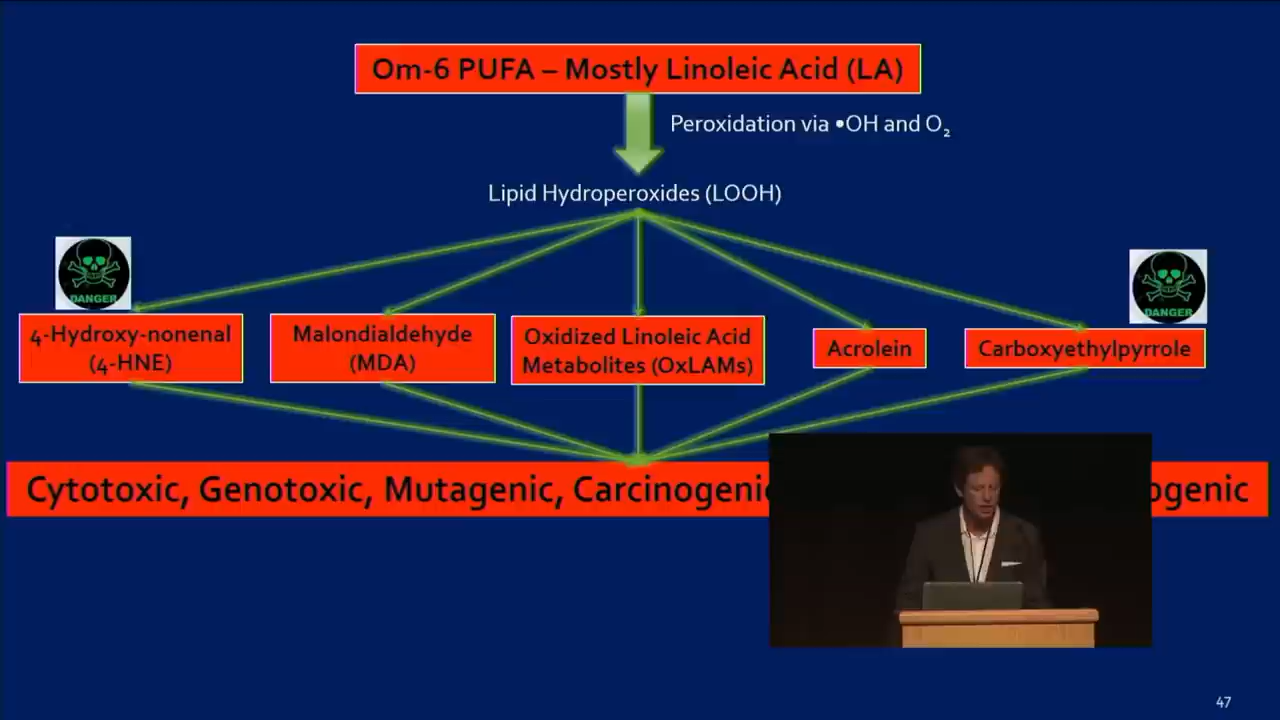 Om-6 PUFA – Mostly Linoleic Acid (LA)
Peroxidation via •OH and O₂
Lipid Hydroperoxides (LOOH)
DANGER
DANGER
4-Hydroxy-nonenal
(4-HNE)
Malondialdehyde
(MDA)
Oxidized Linoleic Acid
Metabolites (OxLAMs)
Acrolein
Carboxyethylpyrrole
Cytotoxic, Genotoxic, Mutagenic, Carcinogenic ogenic
47